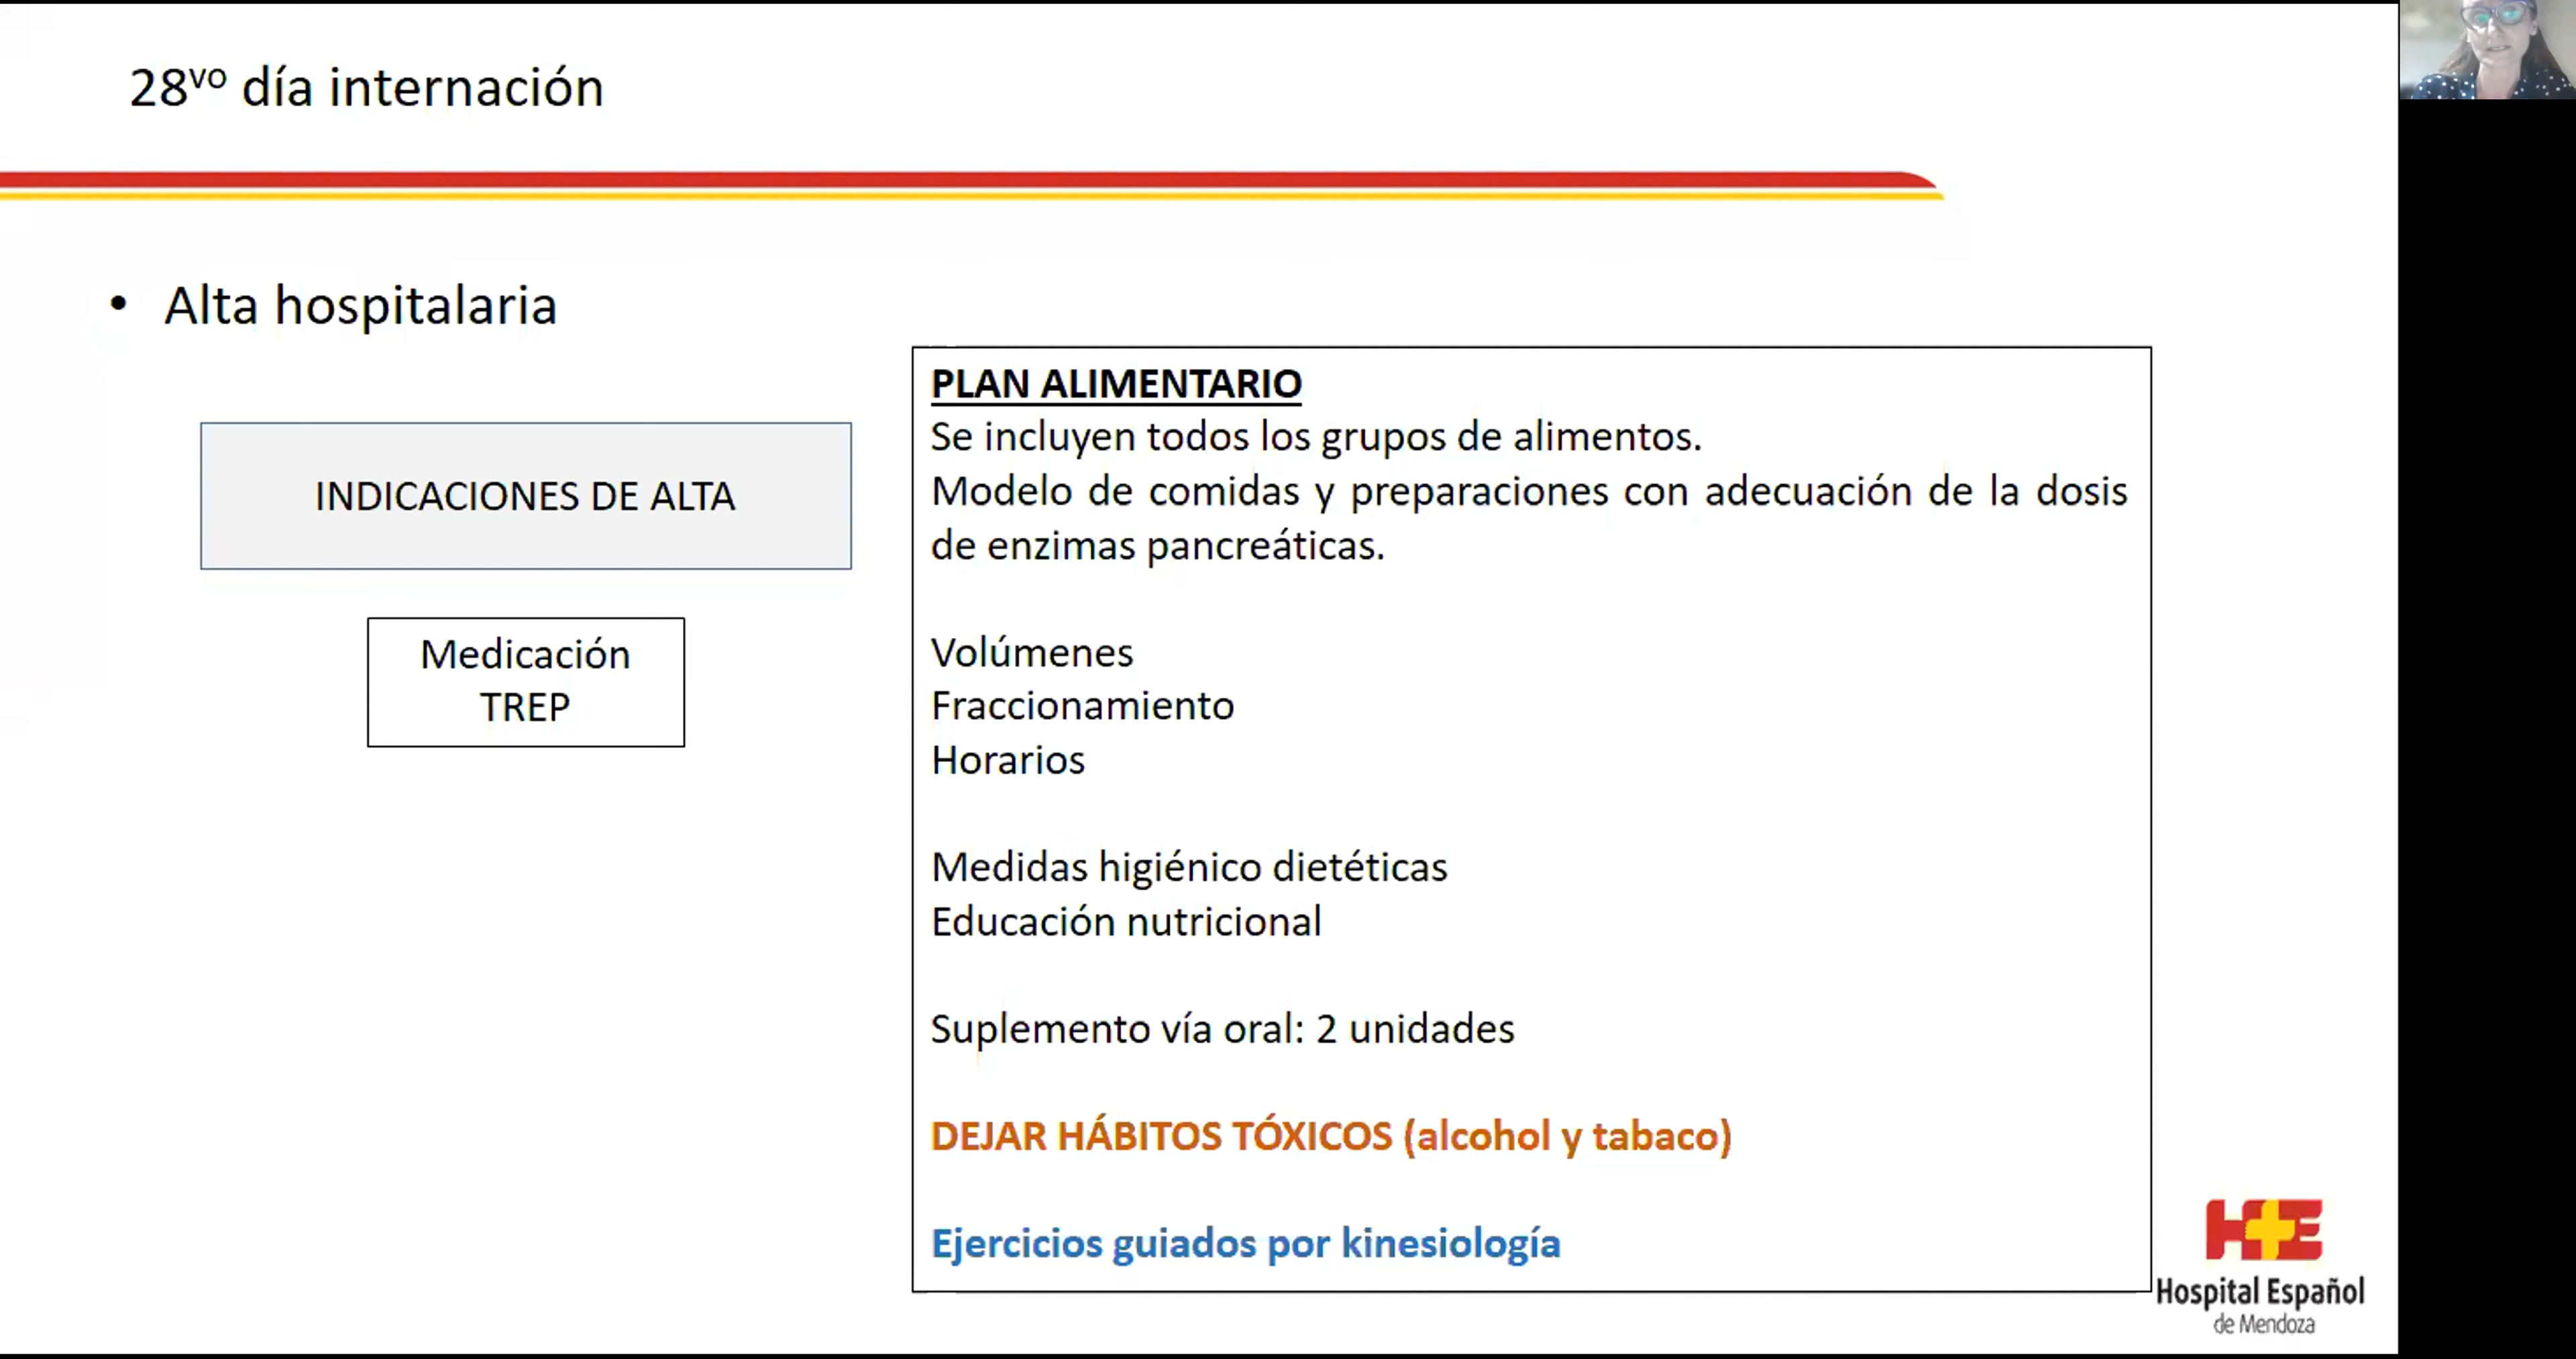 28vo día internación
• Alta hospitalaria
INDICACIONES DE ALTA
Medicación
TREP
PLAN ALIMENTARIO
Se incluyen todos los grupos de alimentos.
Modelo de comidas y preparaciones con adecuación de la dosis
de enzimas pancreáticas.
Volúmenes
Fraccionamiento
Horarios
Medidas higiénico dietéticas
Educación nutricional
Suplemento vía oral: 2 unidades
DEJAR HÁBITOS TÓXICOS (alcohol y tabaco)
Ejercicios guiados por kinesiología
H+E
Hospital Español
de Mendoza